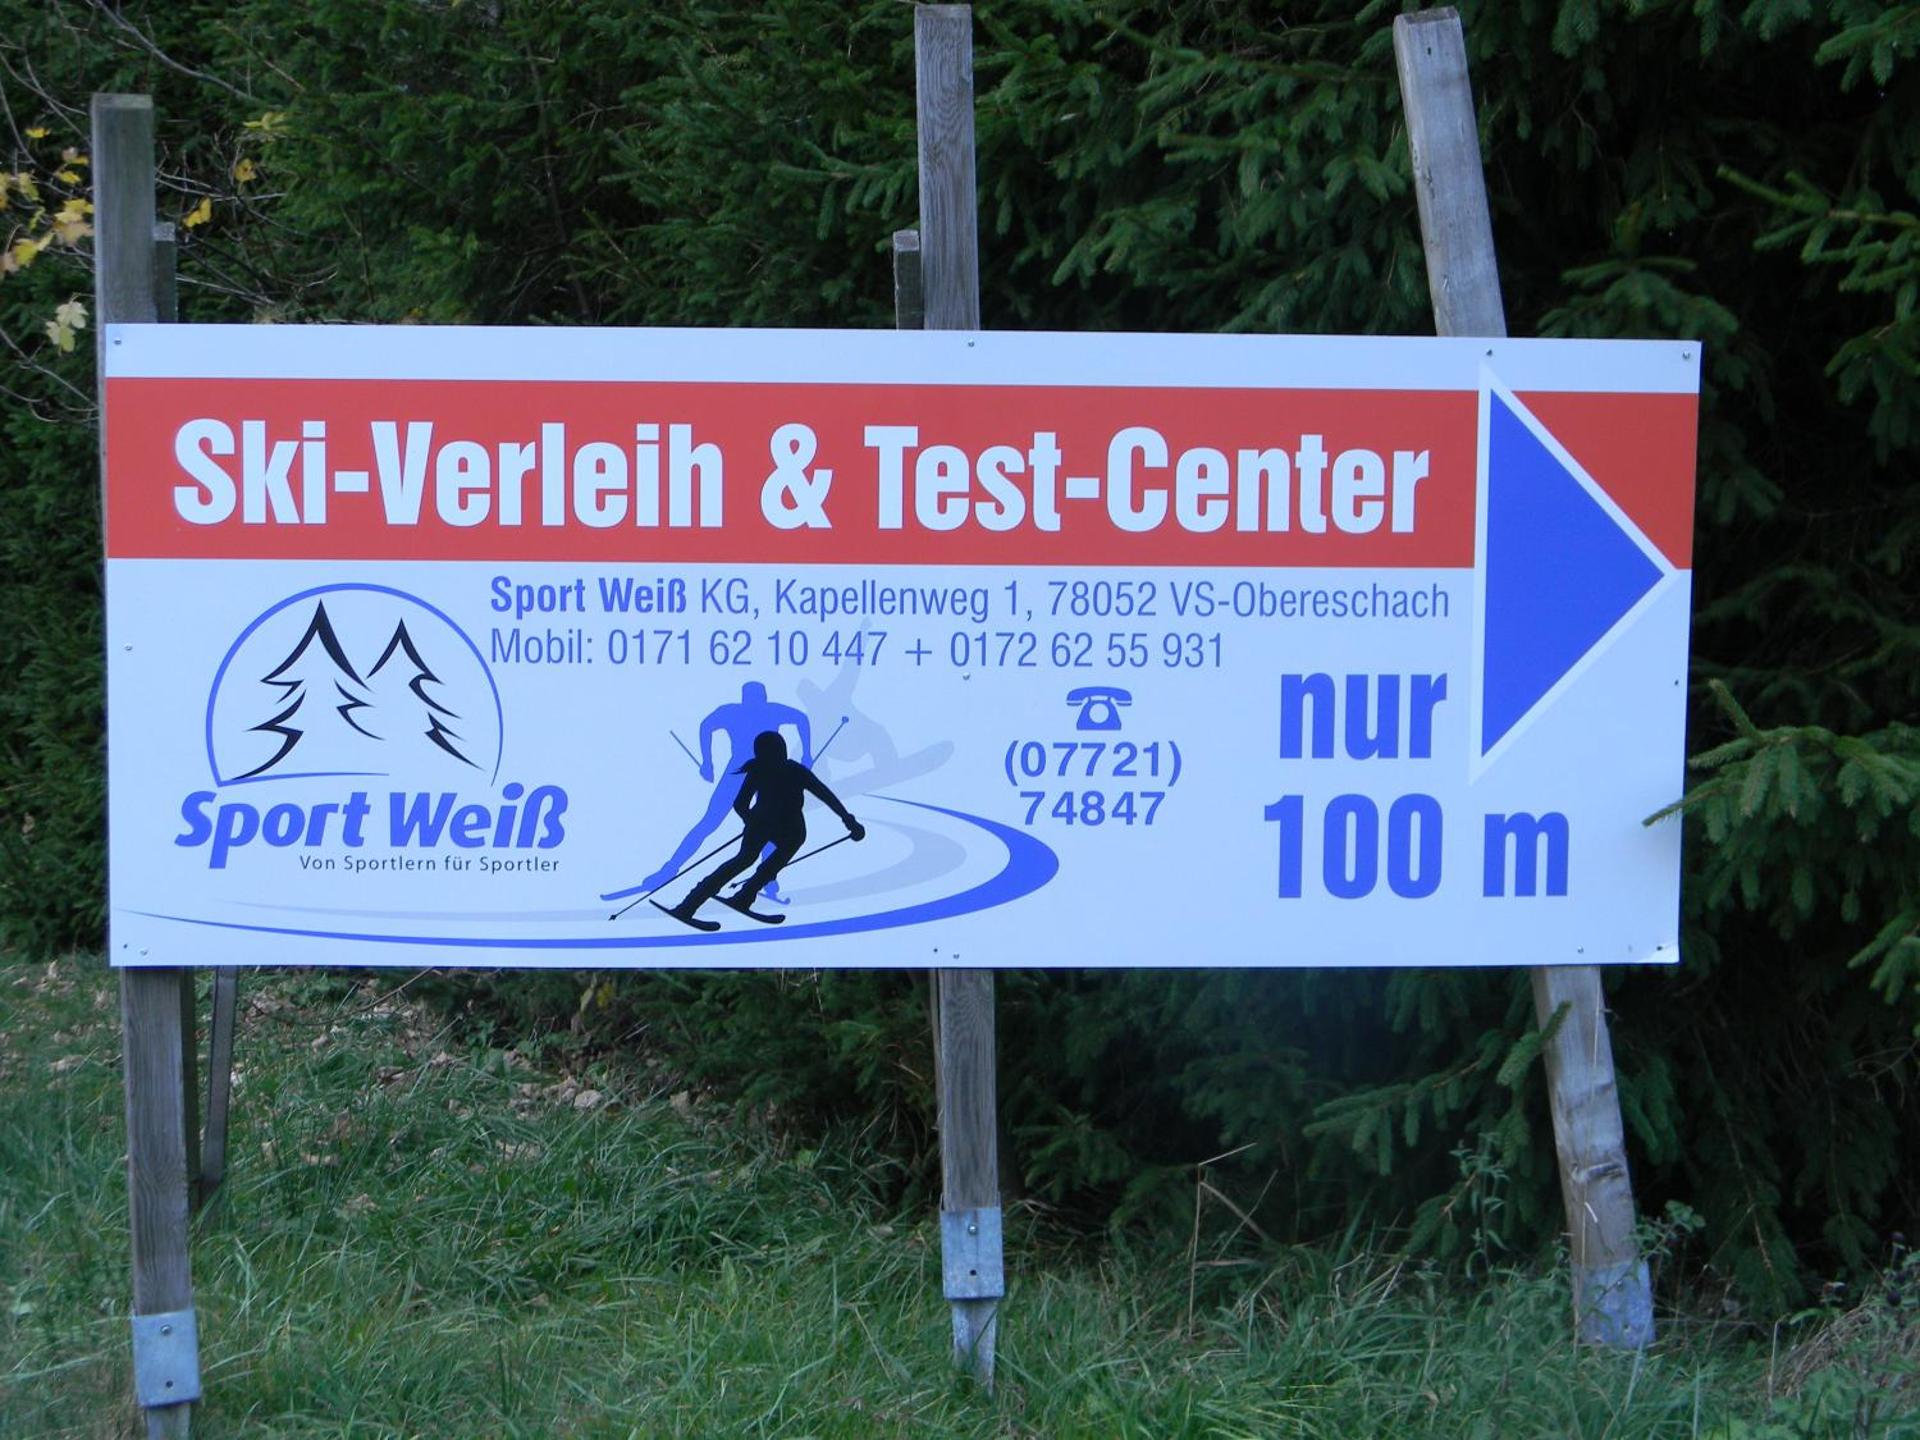 Ski-Verleih & Test-Center
Sport Weiß KG, Kapellenweg 1, 78052 VS-Obereschach
Mobil: 0171 62 10 447 + 0172 62 55 931
Sport Weiß
Von Sportlern für Sportler
(07721)
74847
nur
100 m